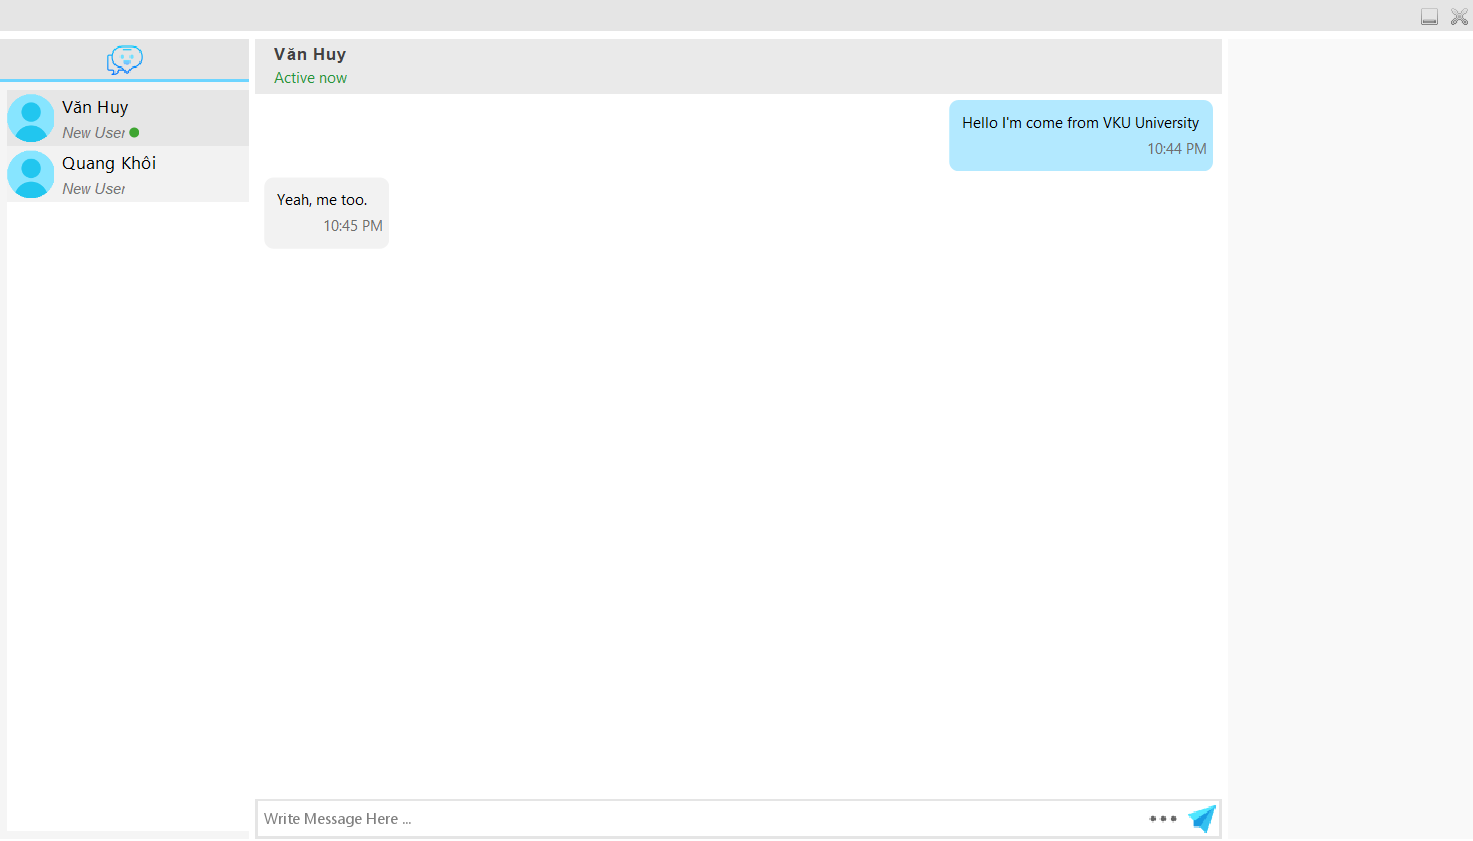 Văn Huy
New User
Quang Khôi
New User
Văn Huy
Active now
Hello I'm come from VKU University
10:44 PM
Yeah, me too.
10:45 PM
Write Message Here ...